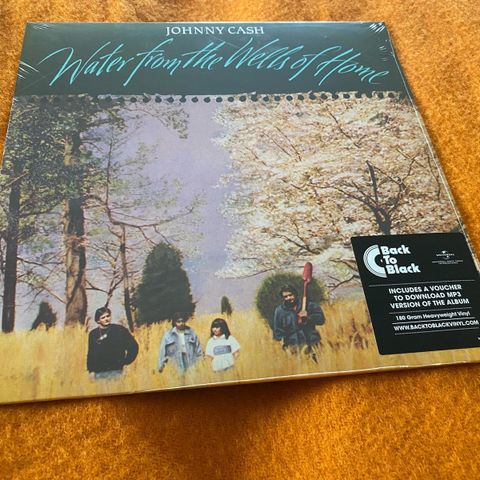 JOHNNY CASH
Water from the Wells of Home
Back
To
Black
UNIVERSAL
INCLUDES A VOUCHER
TO DOWNLOAD MP3
VERSION OF THE ALBUM
180 Gram Heavyweight Vinyl
WWW.BACKTOBLACKVINYL.COM